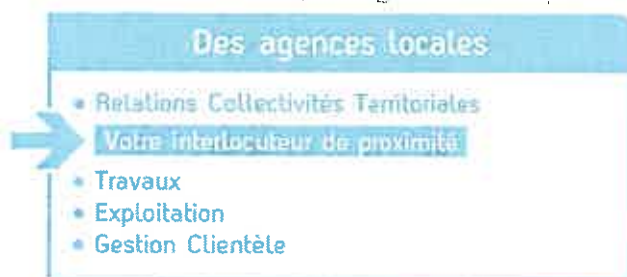 Des agences locales
• Relations Collectivités Territoriales
Votre interlocuteur de proximité
• Travaux
• Exploitation
• Gestion Clientèle